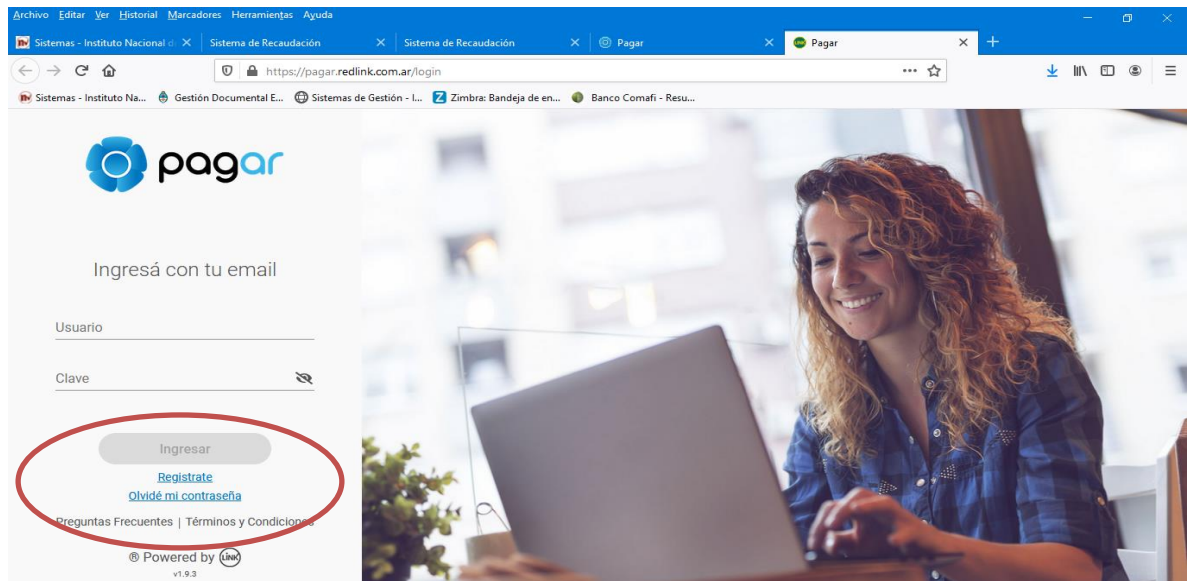 Archivo Editar Ver Historial Marcadores Herramientas Ayuda
Sistemas - Instituto Nacional d
Sistema de Recaudación
Sistema de Recaudación
Pagar
Pagar
https://pagar.redlink.com.ar/login
Sistemas - Instituto Na... Gestión Documental E... Sistemas de Gestión - I... Zimbra: Bandeja de en... Banco Comafi - Resu...
pagar
Ingresá con tu email
Usuario
Clave
Ingresar
Registrate
Olvidé mi contraseña
Preguntas Frecuentes | Términos y Condiciones
® Powered by LINK
v1.9.3